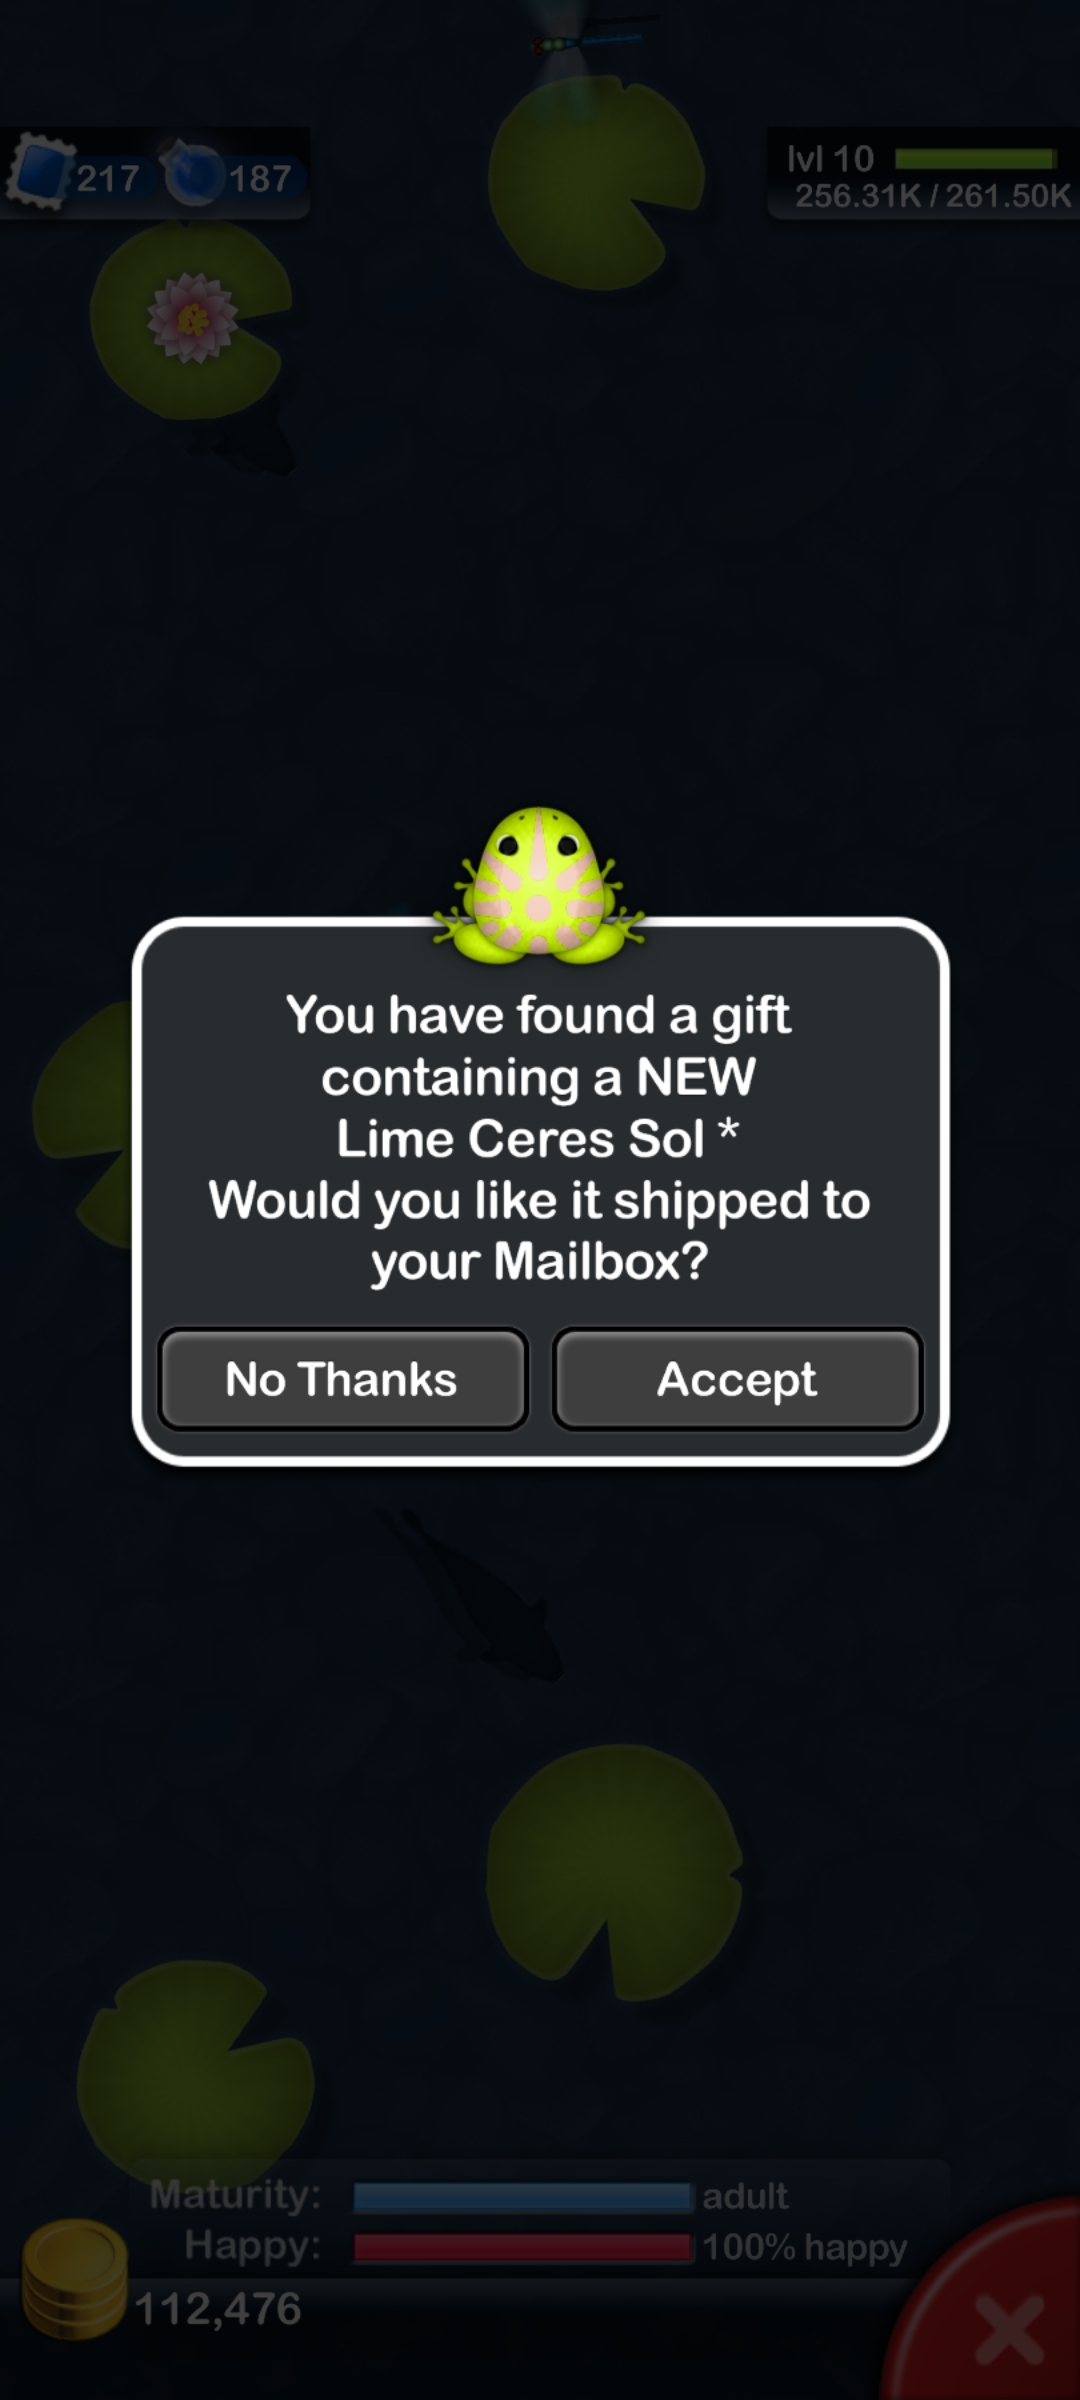 217 187
lvl 10
256.31K / 261.50K
You have found a gift
containing a NEW
Lime Ceres Sol *
Would you like it shipped to
your Mailbox?
No Thanks Accept
Maturity: adult
Happy: 100% happy
112,476